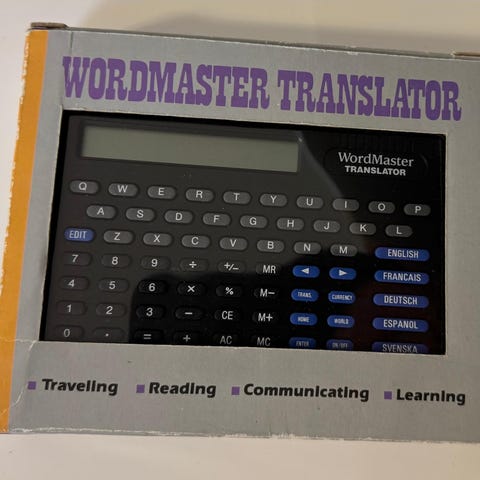 WORDMASTER TRANSLATOR
WordMaster
TRANSLATOR
Q W E R T Y U I O P
A S D F G H J K L
EDIT Z X C V B N M ENGLISH
7 8 9 ÷ +/− MR ◄ ► FRANCAIS
4 5 6 × % M− TRANS. CURRENCY DEUTSCH
1 2 3 − CE M+ HOME WORLD ESPANOL
0 . = + AC MC ENTER ON/OFF SVENSKA
Traveling Reading Communicating Learning